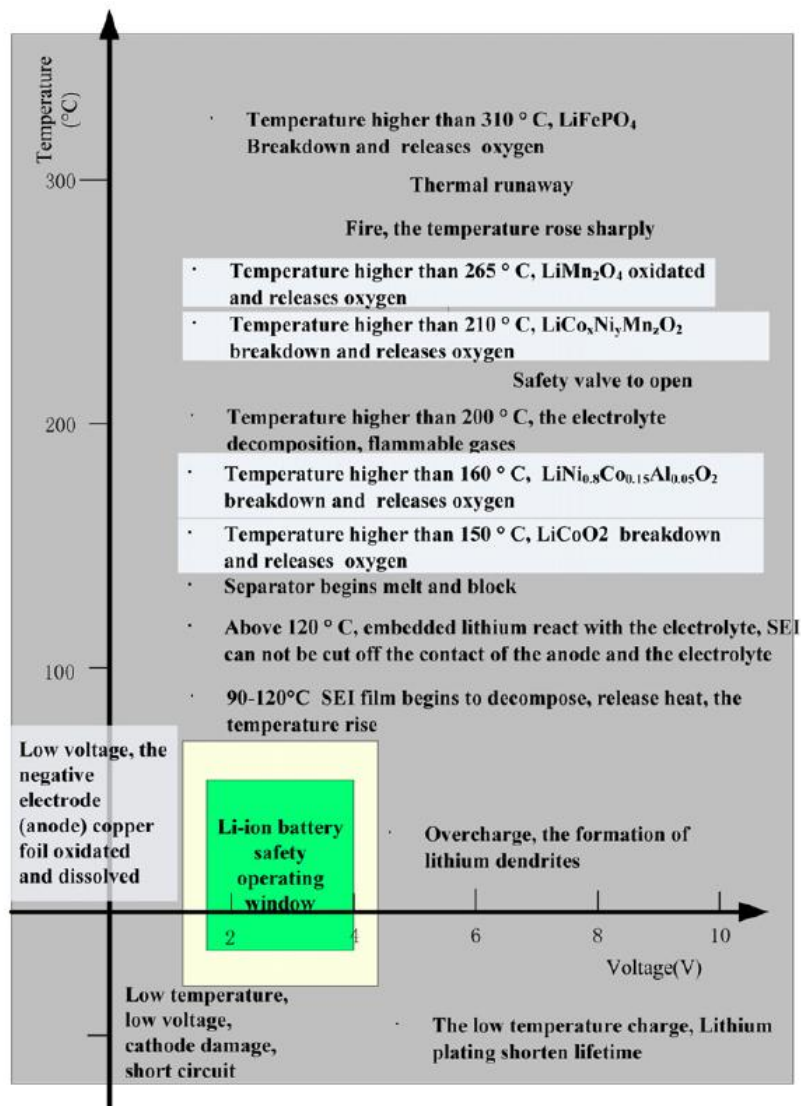 Temperature
(°C)
· Temperature higher than 310 ° C, LiFePO₄
Breakdown and releases oxygen
300
Thermal runaway
Fire, the temperature rose sharply
· Temperature higher than 265 ° C, LiMn₂O₄ oxidated
and releases oxygen
· Temperature higher than 210 ° C, LiCoₓNiᵧMn_zO₂
breakdown and releases oxygen
Safety valve to open
200
· Temperature higher than 200 ° C, the electrolyte
decomposition, flammable gases
· Temperature higher than 160 ° C, LiNi₀.₈Co₀.₁₅Al₀.₀₅O₂
breakdown and releases oxygen
· Temperature higher than 150 ° C, LiCoO2 breakdown
and releases oxygen
· Separator begins melt and block
· Above 120 ° C, embedded lithium react with the electrolyte, SEI
can not be cut off the contact of the anode and the electrolyte
100
· 90-120°C SEI film begins to decompose, release heat, the
temperature rise
Low voltage, the
negative
electrode
(anode) copper
foil oxidated
and dissolved
Li-ion battery
safety
operating
window
· Overcharge, the formation of
lithium dendrites
2
4
6
8
10
Voltage(V)
Low temperature,
low voltage,
cathode damage,
short circuit
· The low temperature charge, Lithium
plating shorten lifetime